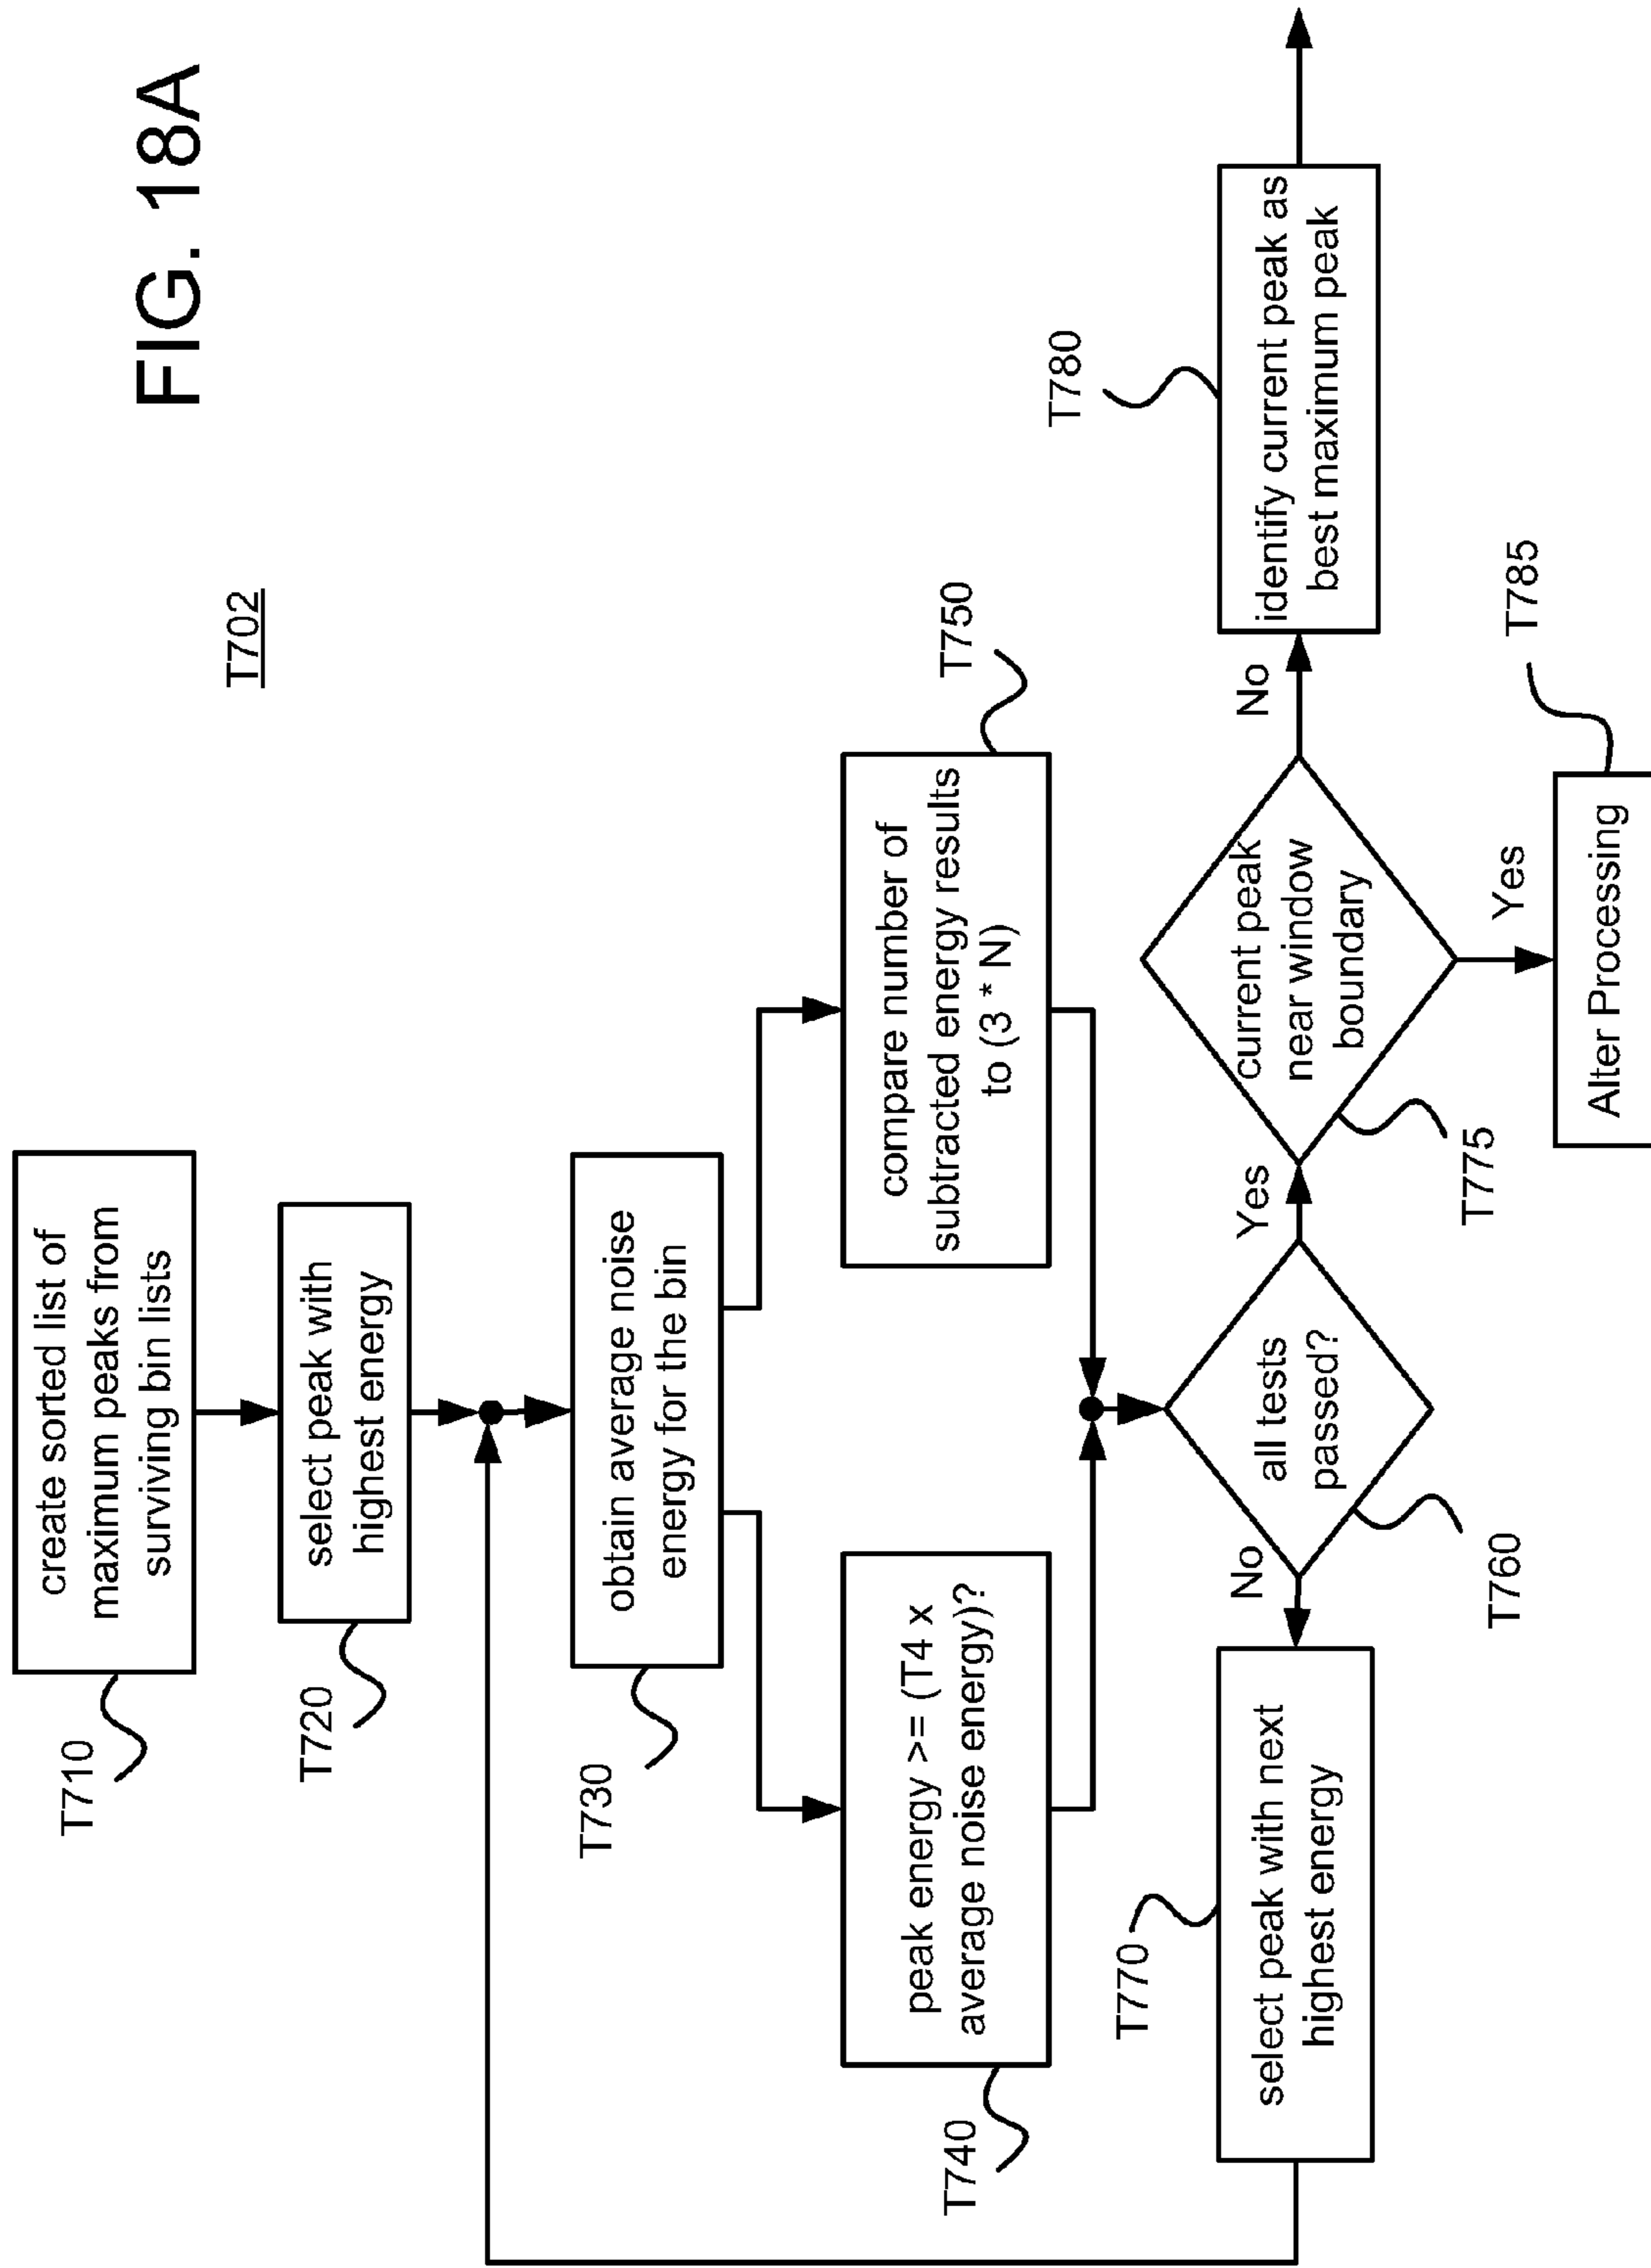 FIG. 18A
T702
create sorted list of
maximum peaks from
surviving bin lists
T710
select peak with
highest energy
T720
obtain average noise
energy for the bin
T730
peak energy >= (T4 x
average noise energy)?
T740
compare number of
subtracted energy results
to (3 * N)
T750
all tests
passed?
T760
No
Yes
select peak with next
highest energy
T770
current peak
near window
boundary
T775
No
Yes
identify current peak as
best maximum peak
T780
Alter Processing
T785